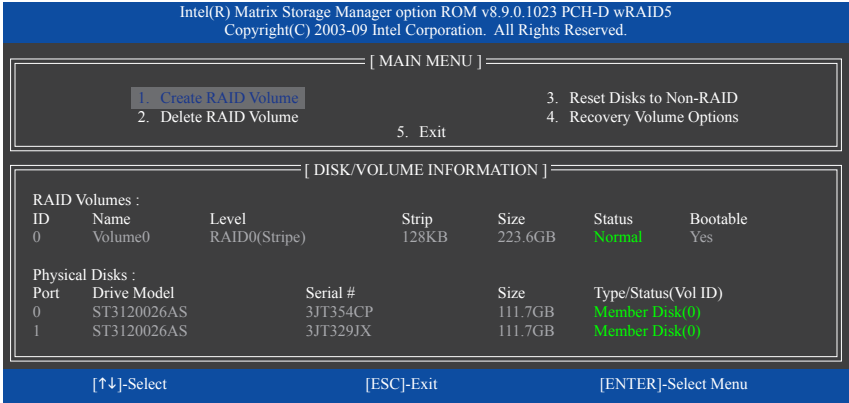 Intel(R) Matrix Storage Manager option ROM v8.9.0.1023 PCH-D wRAID5
Copyright(C) 2003-09 Intel Corporation. All Rights Reserved.
[ MAIN MENU ]
1. Create RAID Volume 3. Reset Disks to Non-RAID
2. Delete RAID Volume 4. Recovery Volume Options
5. Exit
[ DISK/VOLUME INFORMATION ]
RAID Volumes :
ID Name Level Strip Size Status Bootable
0 Volume0 RAID0(Stripe) 128KB 223.6GB Normal Yes
Physical Disks :
Port Drive Model Serial # Size Type/Status(Vol ID)
0 ST3120026AS 3JT354CP 111.7GB Member Disk(0)
1 ST3120026AS 3JT329JX 111.7GB Member Disk(0)
[↑↓]-Select [ESC]-Exit [ENTER]-Select Menu